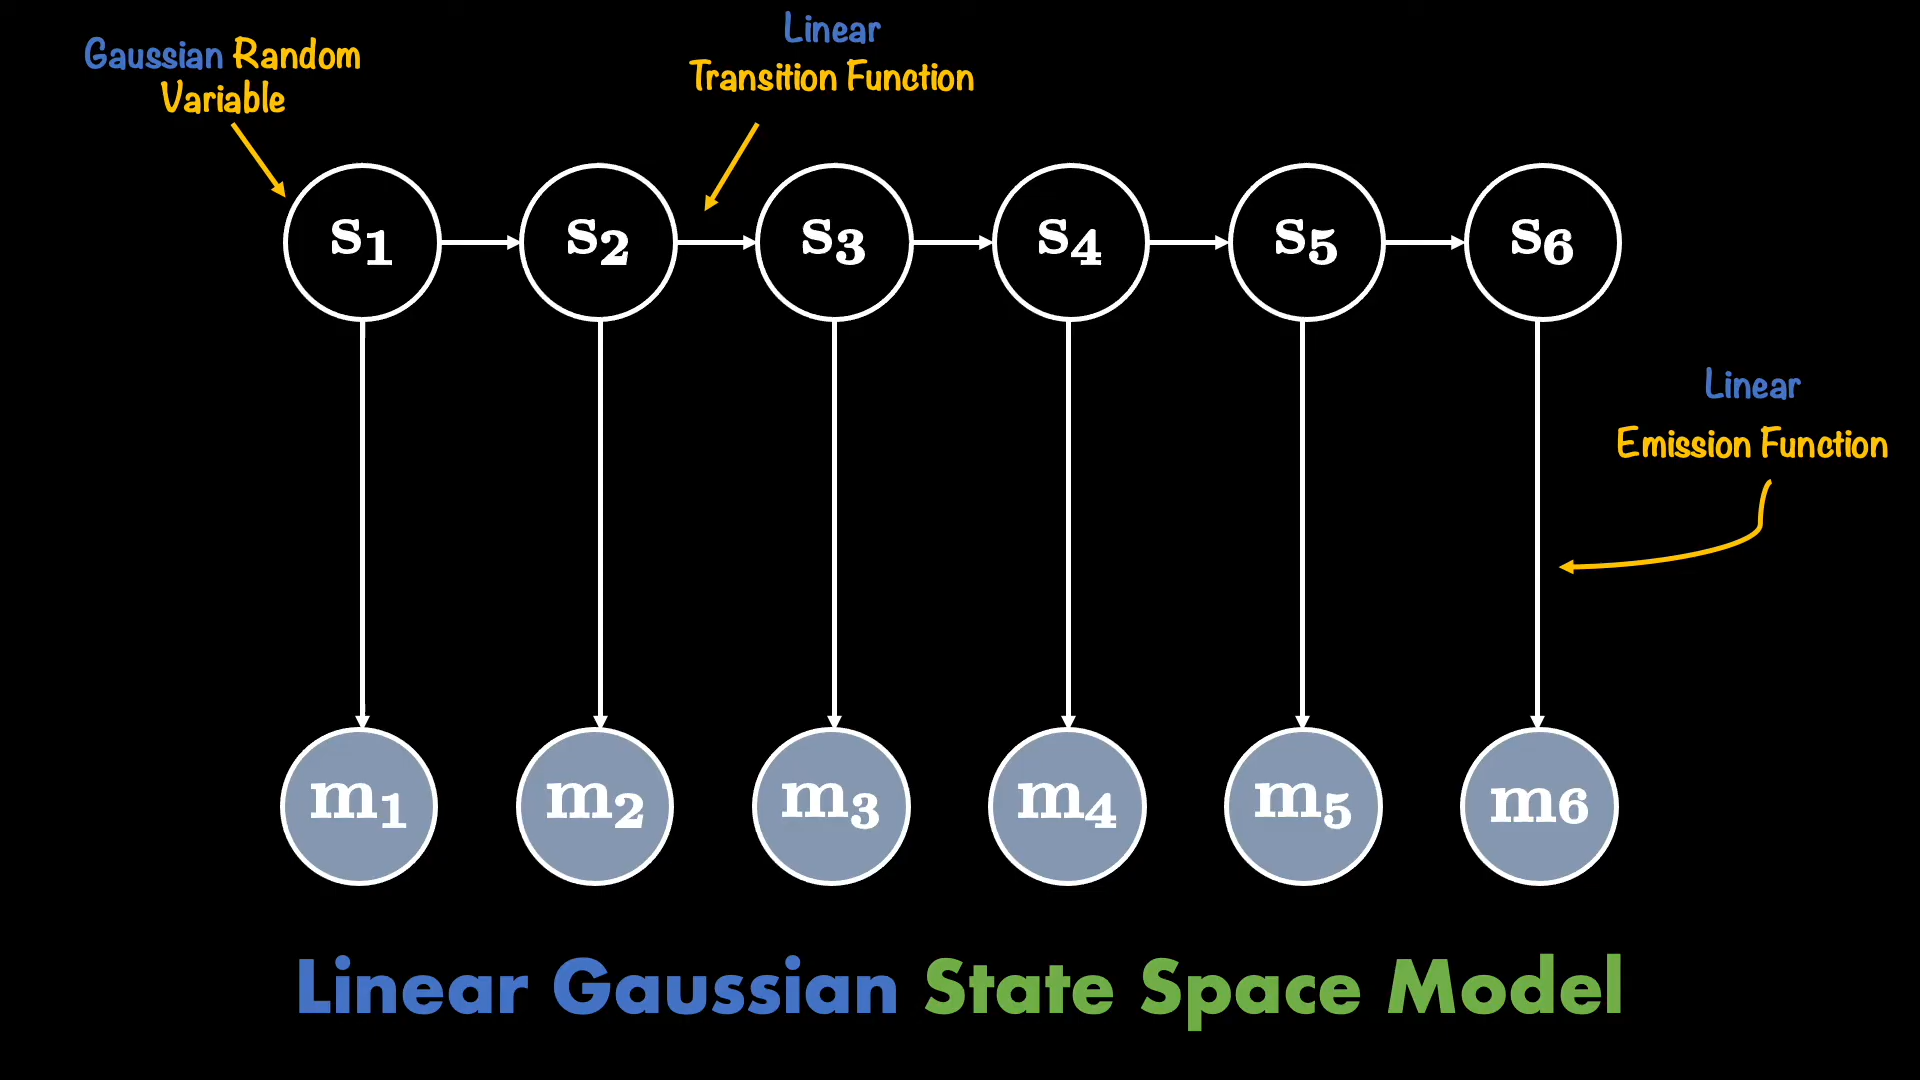 Gaussian Random
Variable
Linear
Transition Function
s1
s2
s3
s4
s5
s6
Linear
Emission Function
m1
m2
m3
m4
m5
m6
Linear Gaussian State Space Model